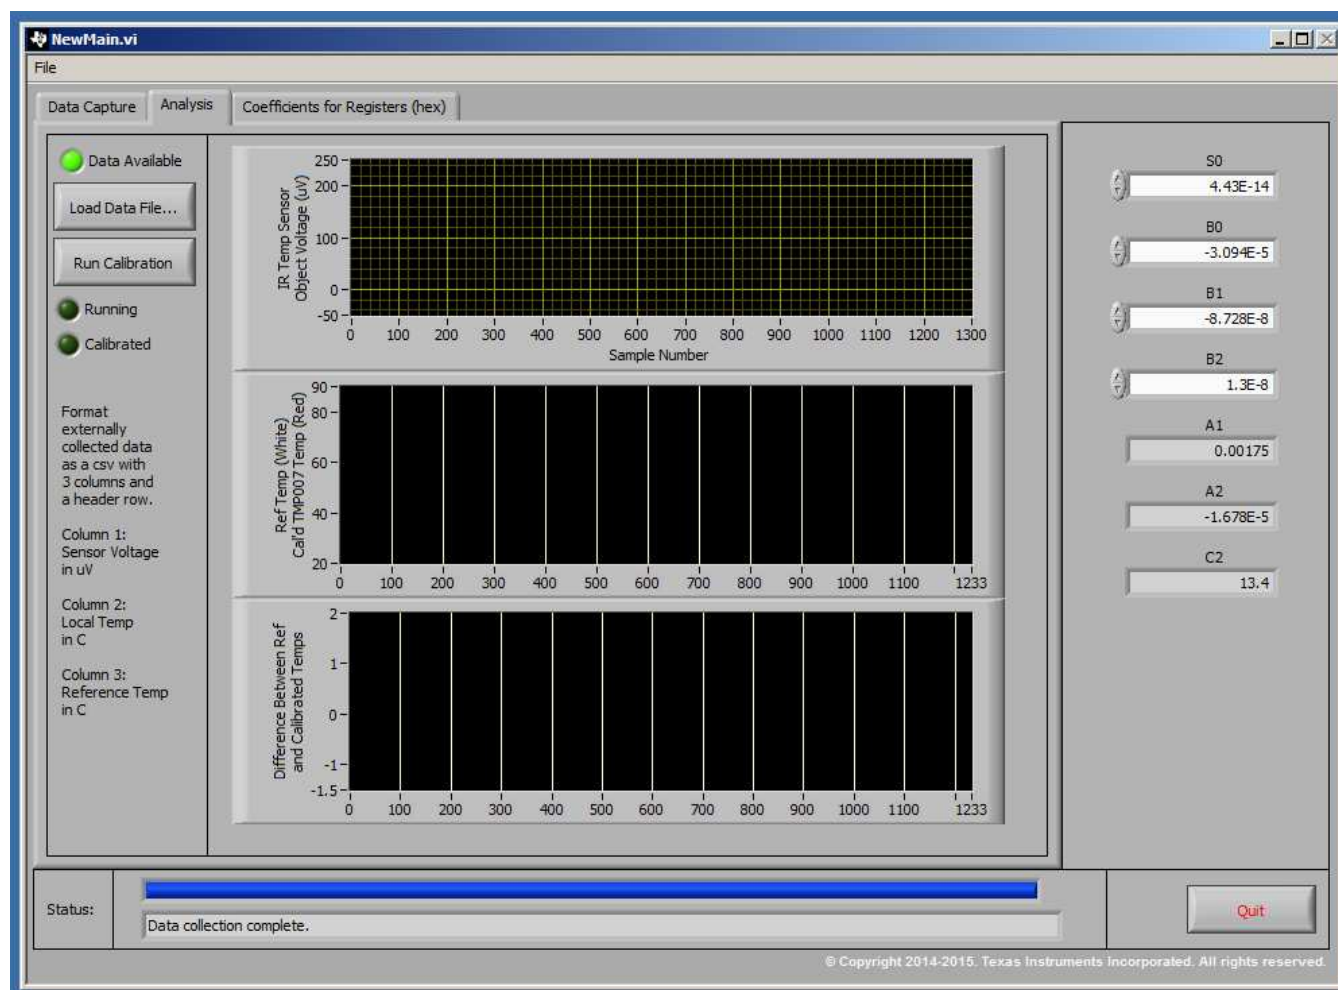 NewMain.vi
File
Data Capture
Analysis
Coefficients for Registers (hex)
Data Available
Load Data File...
Run Calibration
Running
Calibrated
Format
externally
collected data
as a csv with
3 columns and
a header row.
Column 1:
Sensor Voltage
in uV
Column 2:
Local Temp
in C
Column 3:
Reference Temp
in C
IR Temp Sensor
Object Voltage (uV)
250
200
100
0
-50
0 100 200 300 400 500 600 700 800 900 1000 1100 1200 1300
Sample Number
Ref Temp (White)
Cal'd TMP007 Temp (Red)
90
80
60
40
20
0 100 200 300 400 500 600 700 800 900 1000 1100 1233
Difference Between Ref
and Calibrated Temps
2
1
0
-1
-1.5
0 100 200 300 400 500 600 700 800 900 1000 1100 1233
S0
4.43E-14
B0
-3.094E-5
B1
-8.728E-8
B2
1.3E-8
A1
0.00175
A2
-1.678E-5
C2
13.4
Status:
Data collection complete.
Quit
© Copyright 2014-2015. Texas Instruments Incorporated. All rights reserved.